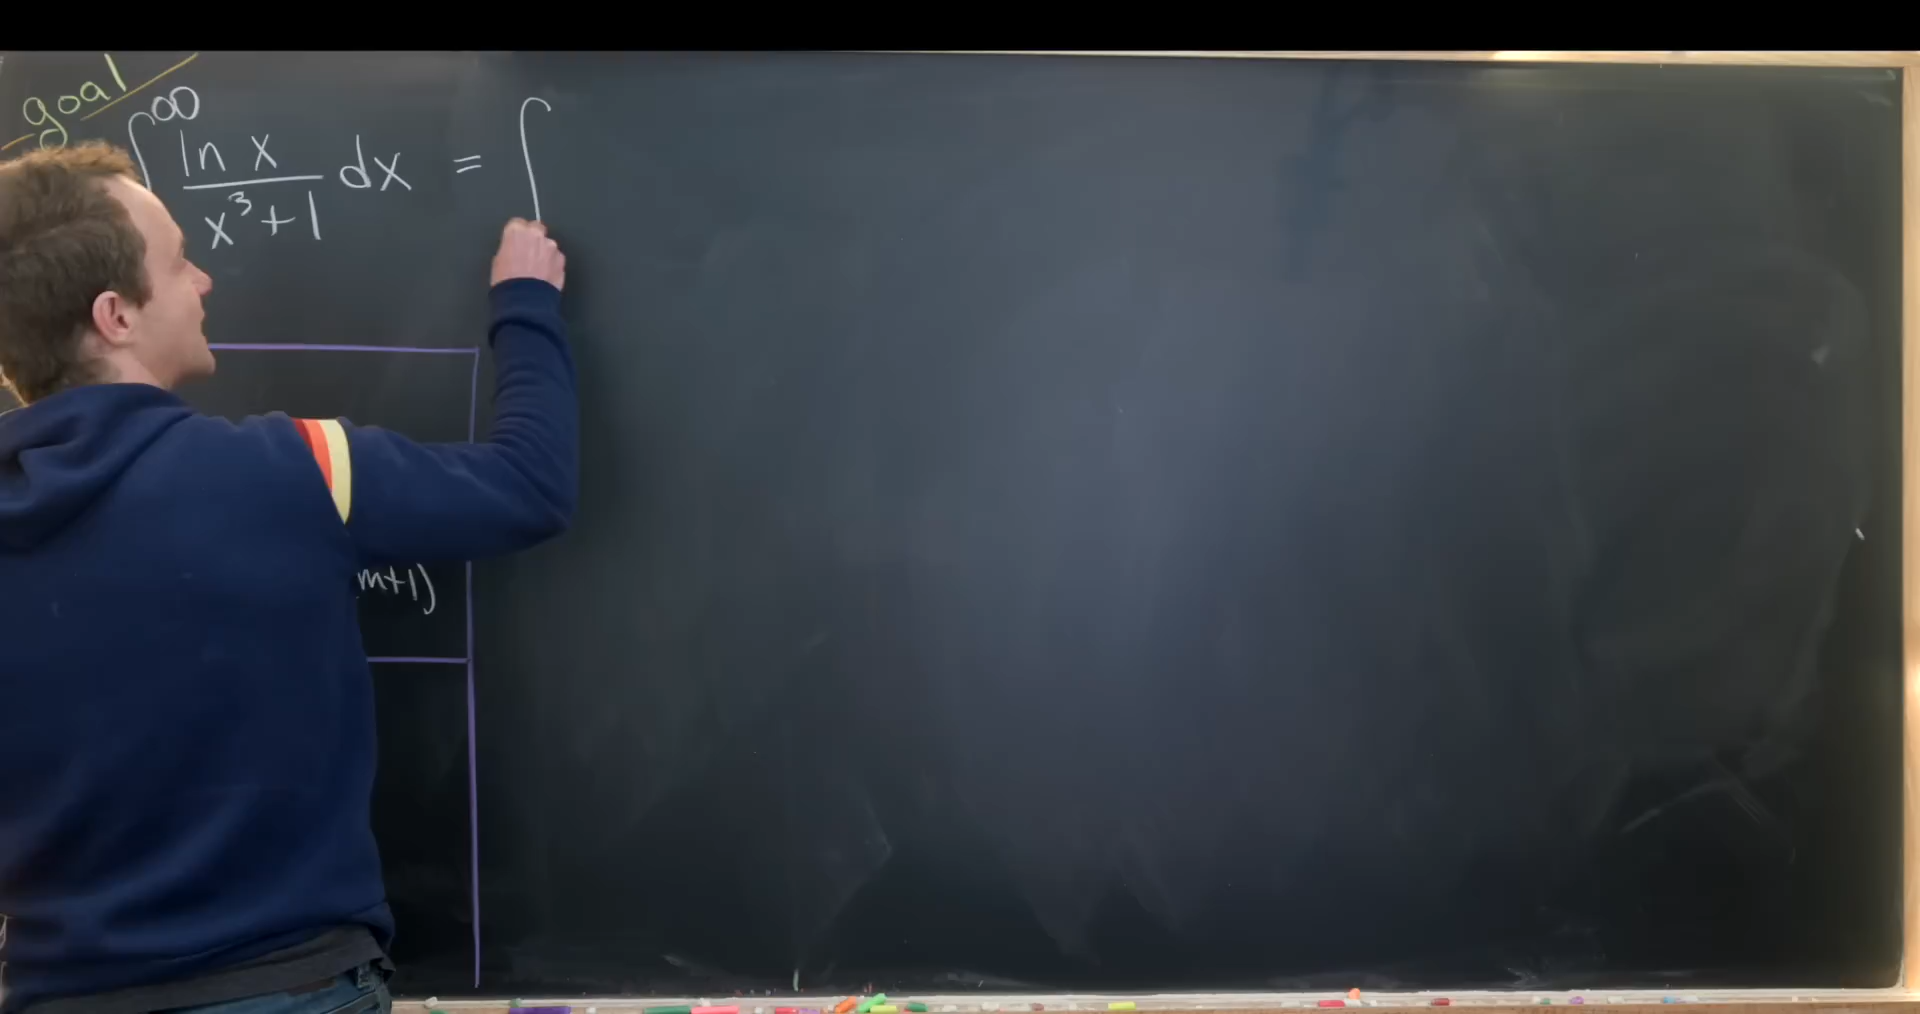 goal
∫^∞ ln x / (x³+1) dx = ∫
m+1)